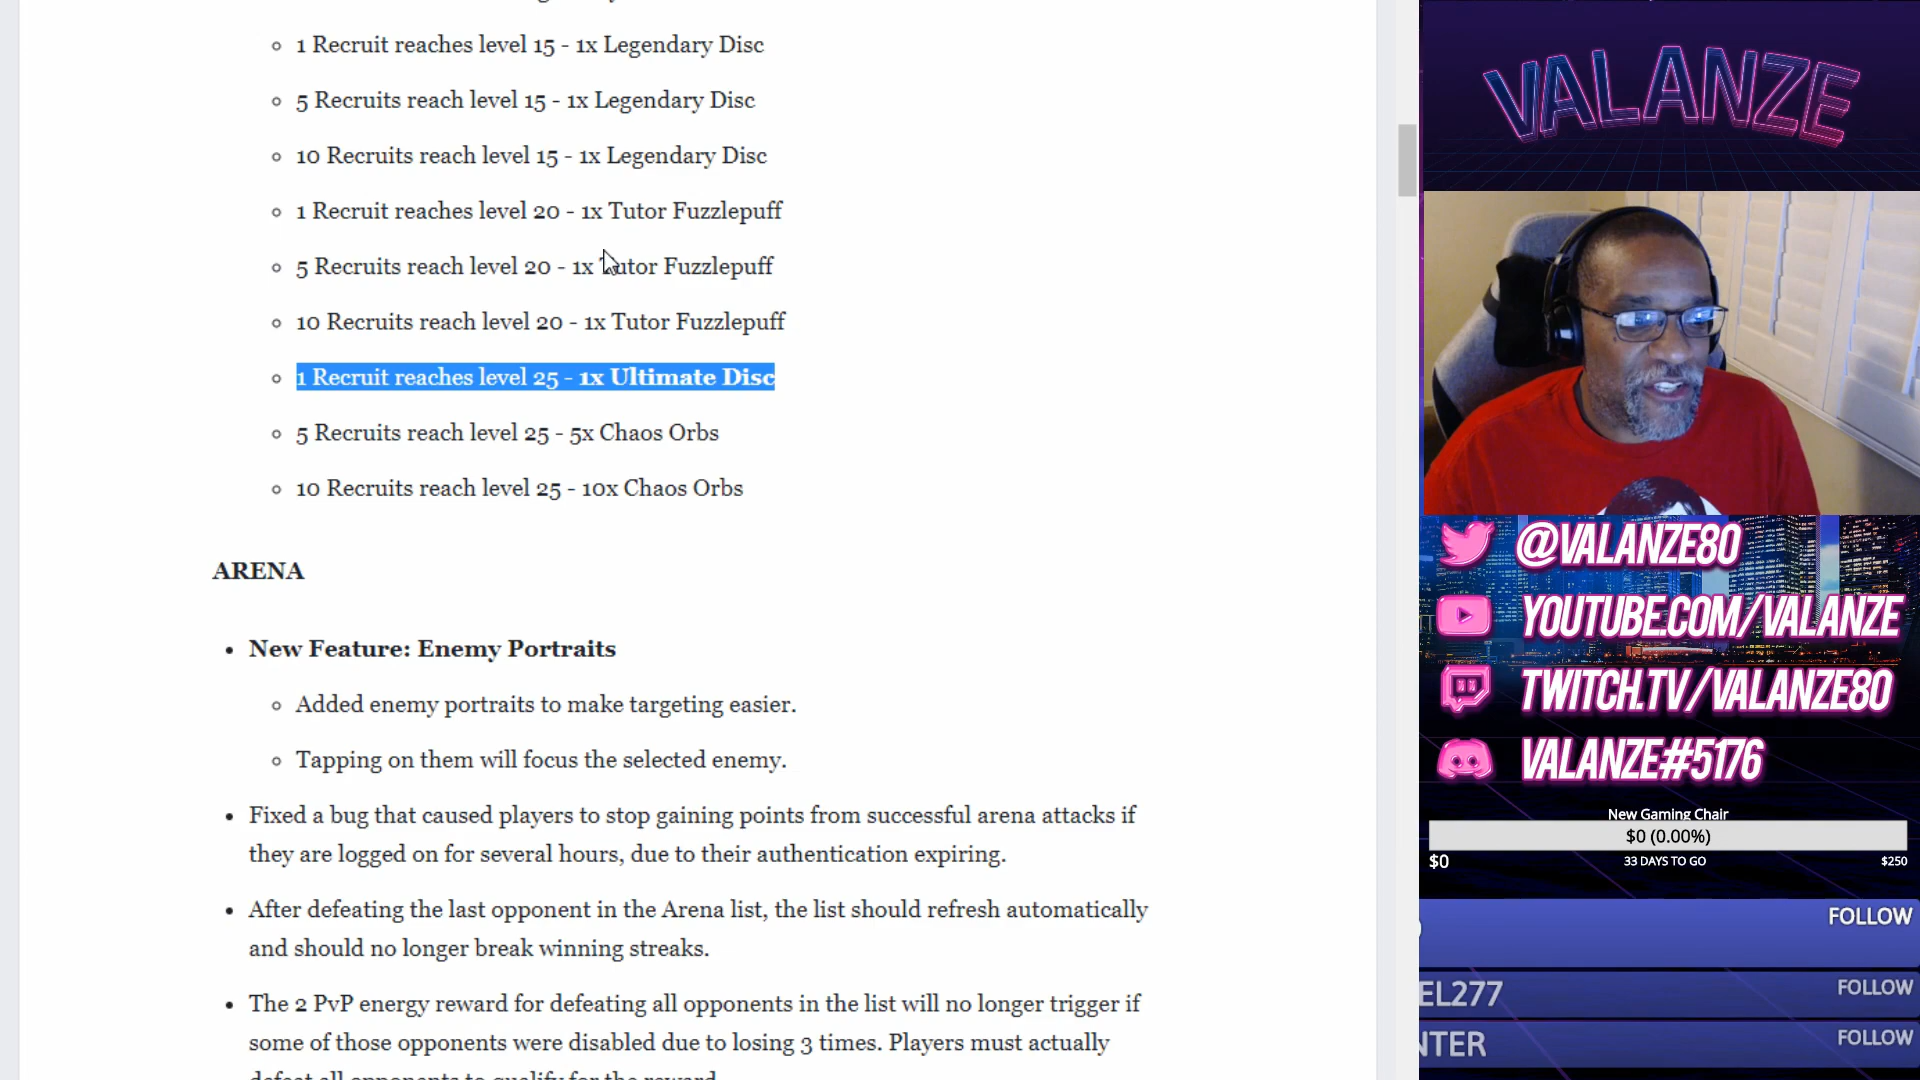 1 Recruit reaches level 15 - 1x Legendary Disc
5 Recruits reach level 15 - 1x Legendary Disc
10 Recruits reach level 15 - 1x Legendary Disc
1 Recruit reaches level 20 - 1x Tutor Fuzzlepuff
5 Recruits reach level 20 - 1x Tutor Fuzzlepuff
10 Recruits reach level 20 - 1x Tutor Fuzzlepuff
1 Recruit reaches level 25 - 1x Ultimate Disc
5 Recruits reach level 25 - 5x Chaos Orbs
10 Recruits reach level 25 - 10x Chaos Orbs
ARENA
New Feature: Enemy Portraits
Added enemy portraits to make targeting easier.
Tapping on them will focus the selected enemy.
Fixed a bug that caused players to stop gaining points from successful arena attacks if
they are logged on for several hours, due to their authentication expiring.
After defeating the last opponent in the Arena list, the list should refresh automatically
and should no longer break winning streaks.
The 2 PvP energy reward for defeating all opponents in the list will no longer trigger if
some of those opponents were disabled due to losing 3 times. Players must actually
defeat all opponents to qualify for the reward.
VALANZE
@VALANZE80
YOUTUBE.COM/VALANZE
TWITCH.TV/VALANZE80
VALANZE#5176
New Gaming Chair
$0 (0.00%)
$0 33 DAYS TO GO $250
FOLLOW
EL277 FOLLOW
NTER FOLLOW